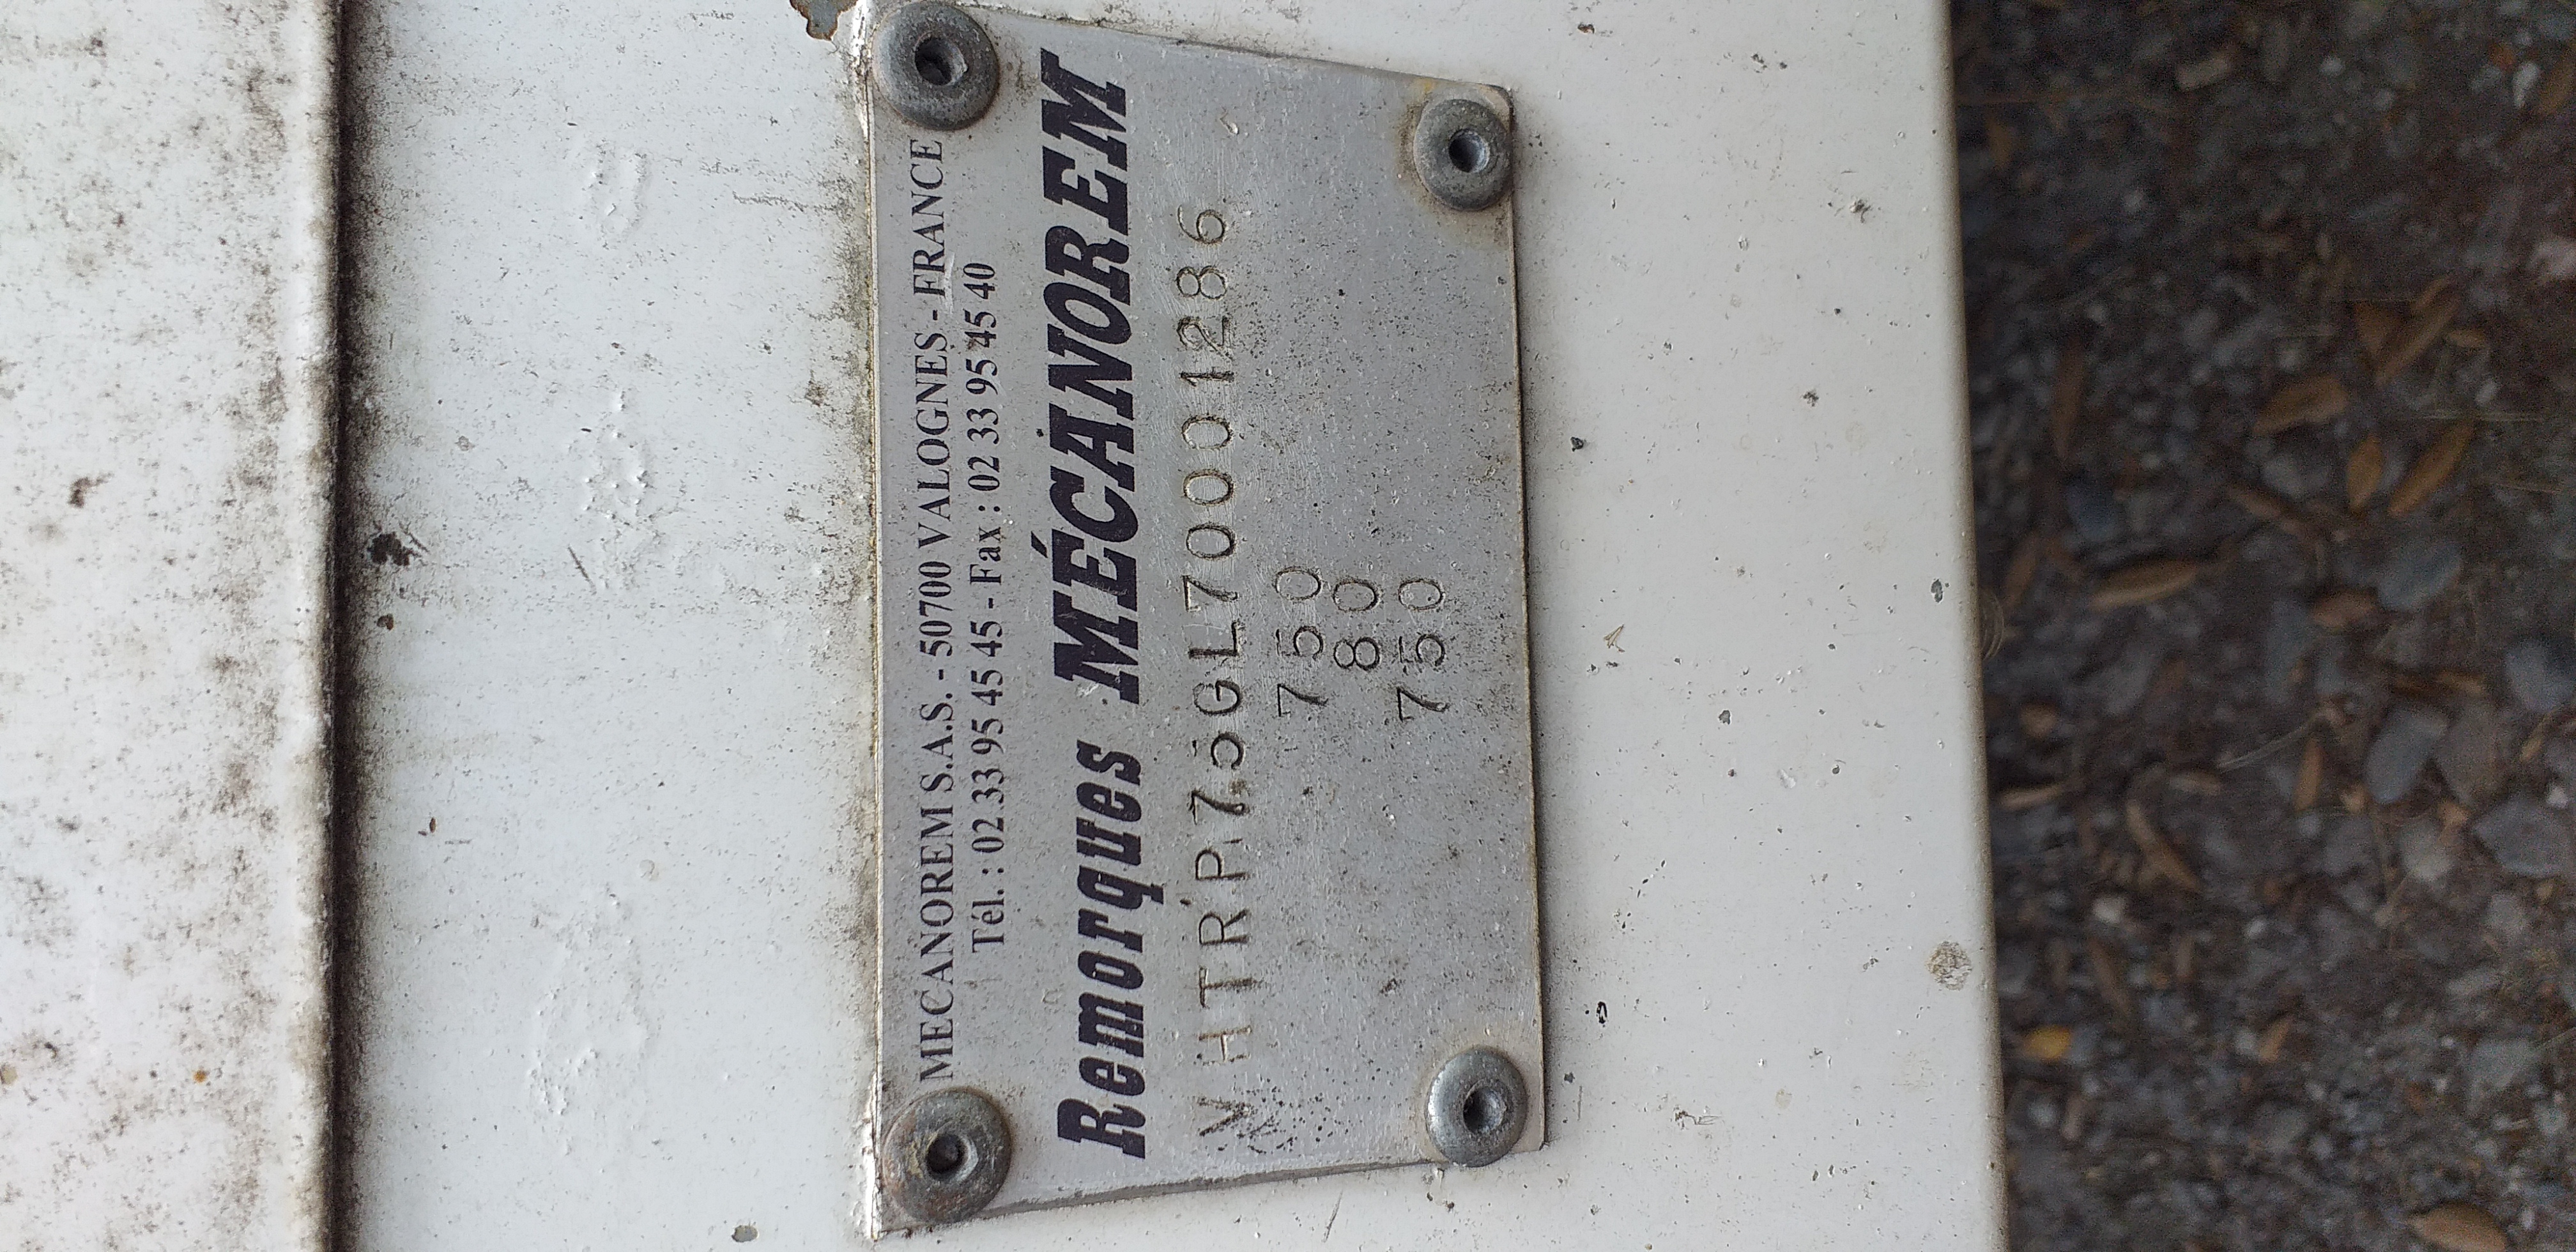 MECANOREM S.A.S. - 50700 VALOGNES - FRANCE
Tél. : 02 33 95 45 45 - Fax : 02 33 95 45 40
Remorques MÉCANOREM
VHTRP75GL70001286
750
80
750